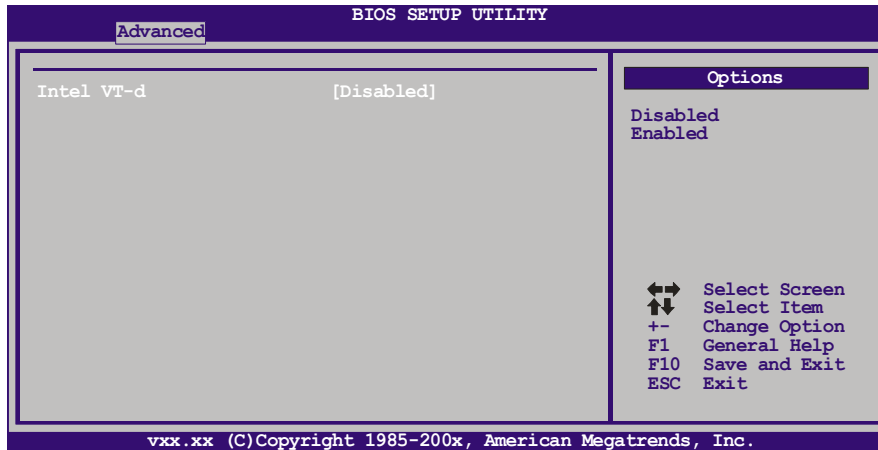 BIOS SETUP UTILITY
Advanced
Intel VT-d [Disabled]
Options
Disabled
Enabled
Select Screen
Select Item
+- Change Option
F1 General Help
F10 Save and Exit
ESC Exit
vxx.xx (C)Copyright 1985-200x, American Megatrends, Inc.